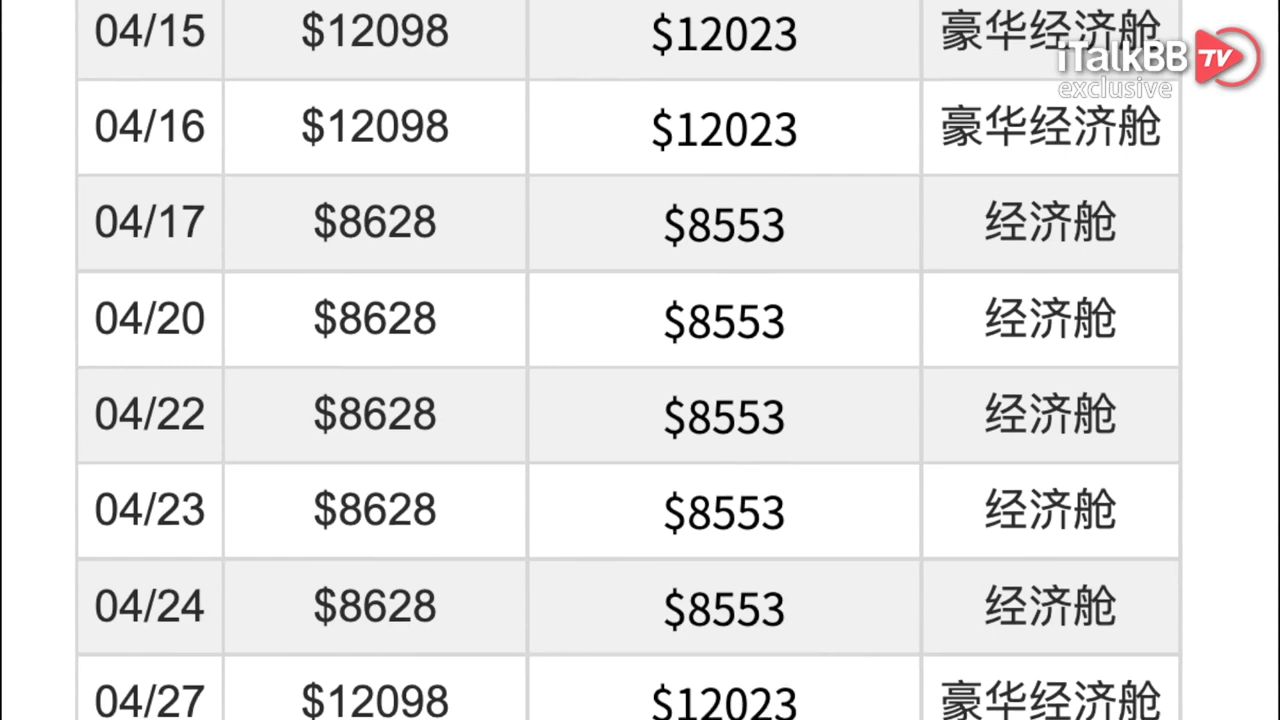 04/15 $12098 $12023 豪华经济舱
iTalkBB TV
exclusive
04/16 $12098 $12023 豪华经济舱
04/17 $8628 $8553 经济舱
04/20 $8628 $8553 经济舱
04/22 $8628 $8553 经济舱
04/23 $8628 $8553 经济舱
04/24 $8628 $8553 经济舱
04/27 $12098 $12023 豪华经济舱